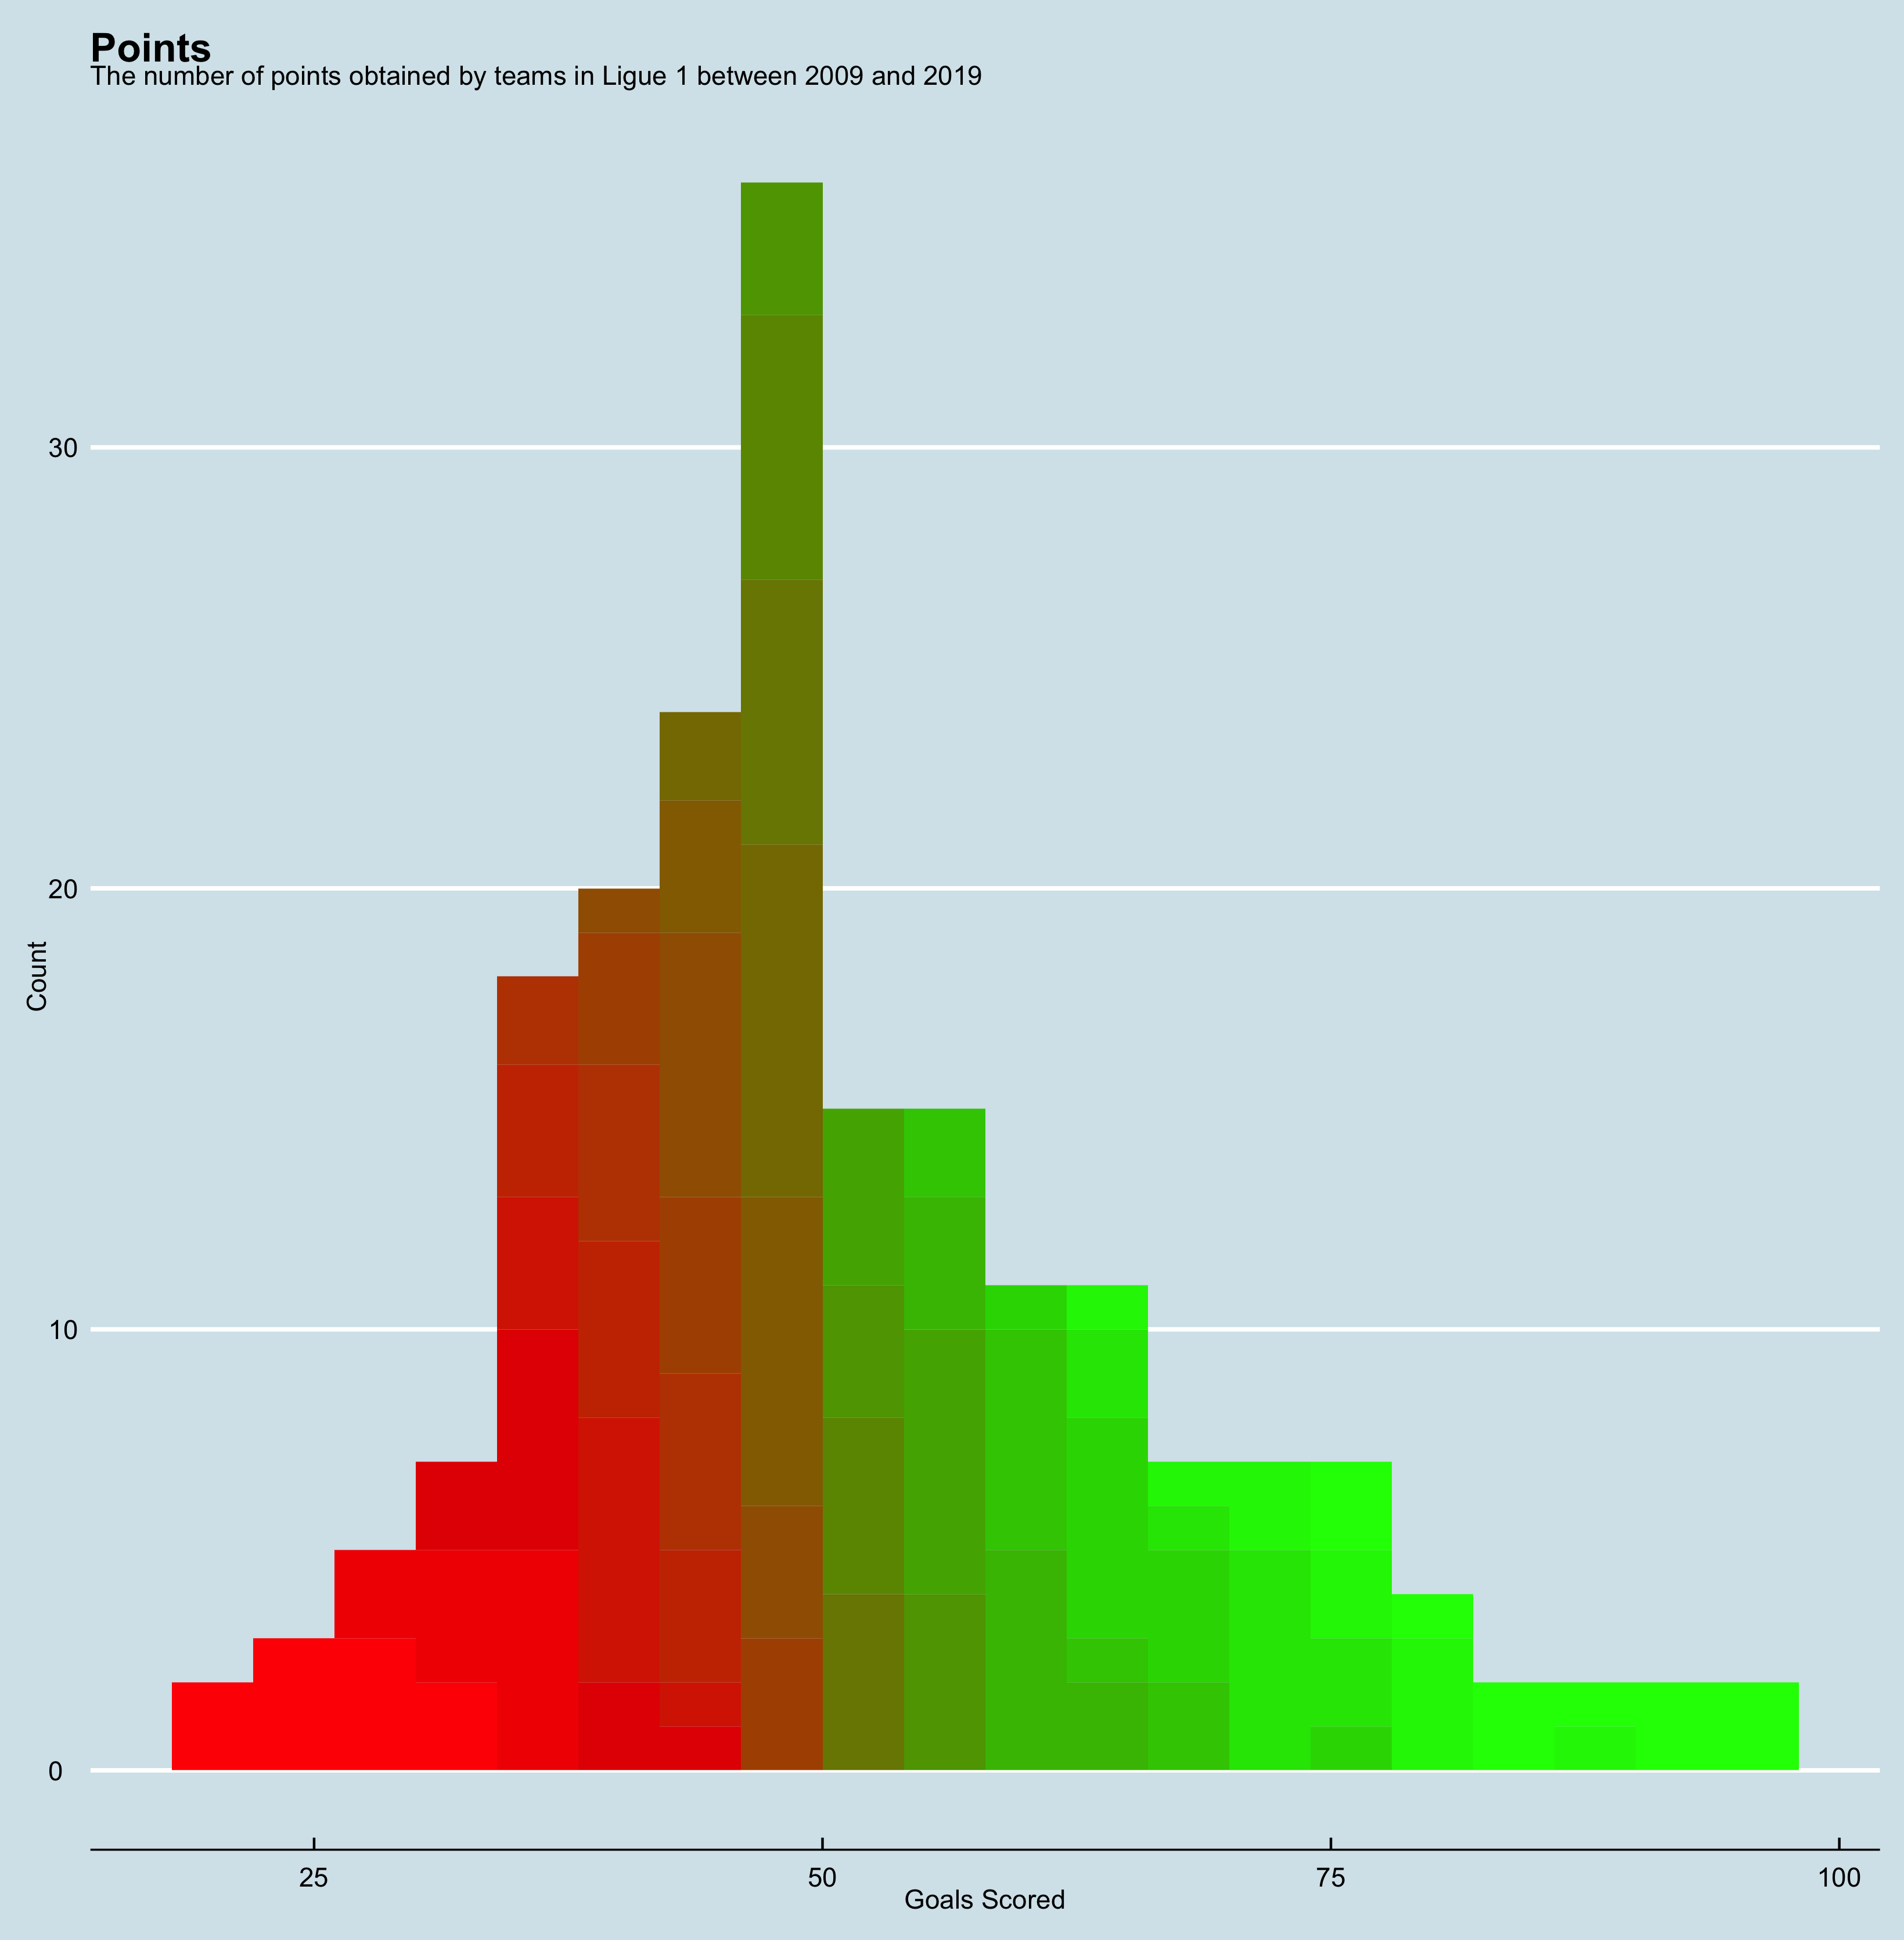 Points
The number of points obtained by teams in Ligue 1 between 2009 and 2019
30
20
Count
10
0
25
50
75
100
Goals Scored